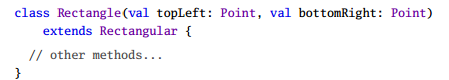 class Rectangle(val topLeft: Point, val bottomRight: Point)
    extends Rectangular {
  // other methods...
}